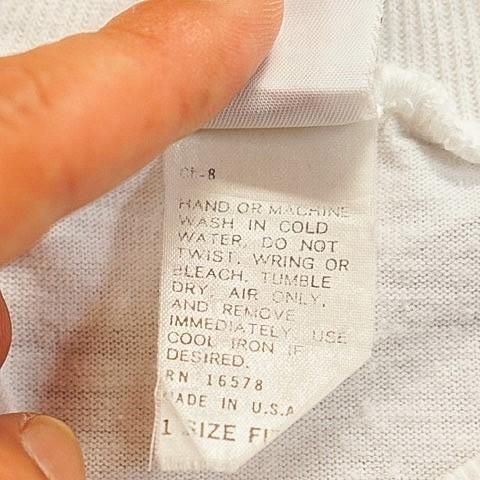 -8
HAND OR MACHINE
WASH IN COLD
WATER, DO NOT
TWIST, WRING OR
BLEACH. TUMBLE
DRY, AIR ONLY,
AND REMOVE
IMMEDIATELY. USE
COOL IRON IF
DESIRED.
RN 16578
MADE IN U.S.A
1 SIZE